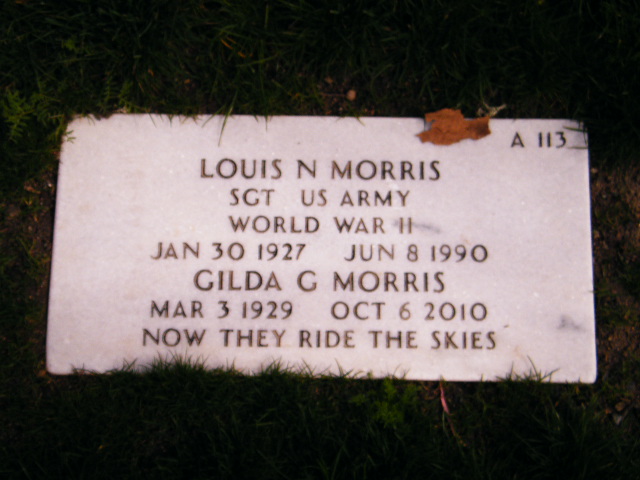 A 113
LOUIS N MORRIS
SGT US ARMY
WORLD WAR II
JAN 30 1927 JUN 8 1990
GILDA G MORRIS
MAR 3 1929 OCT 6 2010
NOW THEY RIDE THE SKIES